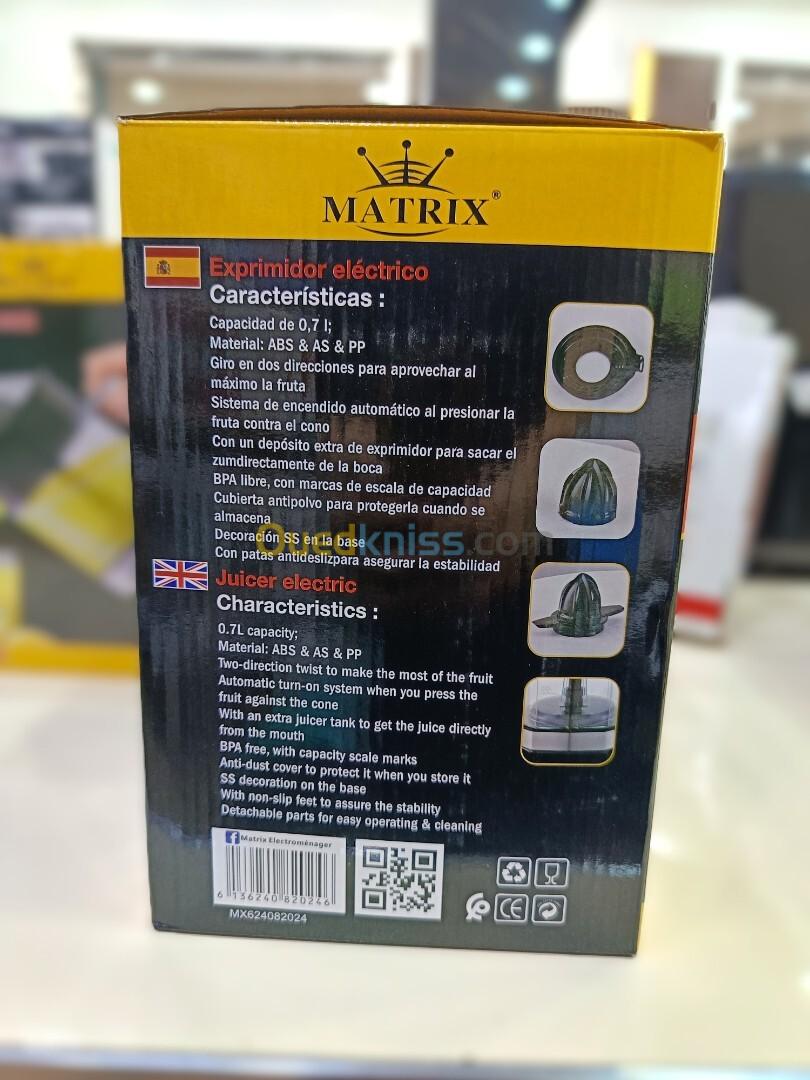 MATRIX®
Exprimidor eléctrico
Características :
Capacidad de 0,7 l;
Material: ABS & AS & PP
Giro en dos direcciones para aprovechar al
máximo la fruta
Sistema de encendido automático al presionar la
fruta contra el cono
Con un depósito extra de exprimidor para sacar el
zumdirectamente de la boca
BPA libre, con marcas de escala de capacidad
Cubierta antipolvo para protegerla cuando se
almacena
Decoración SS en la base
Con patas antideslizpara asegurar la estabilidad
Ouedkniss.com
Juicer electric
Characteristics :
0.7L capacity;
Material: ABS & AS & PP
Two-direction twist to make the most of the fruit
Automatic turn-on system when you press the
fruit against the cone
With an extra juicer tank to get the juice directly
from the mouth
BPA free, with capacity scale marks
Anti-dust cover to protect it when you store it
SS decoration on the base
With non-slip feet to assure the stability
Detachable parts for easy operating & cleaning
Matrix Electroménager
6 136240 820246
MX624082024
CE